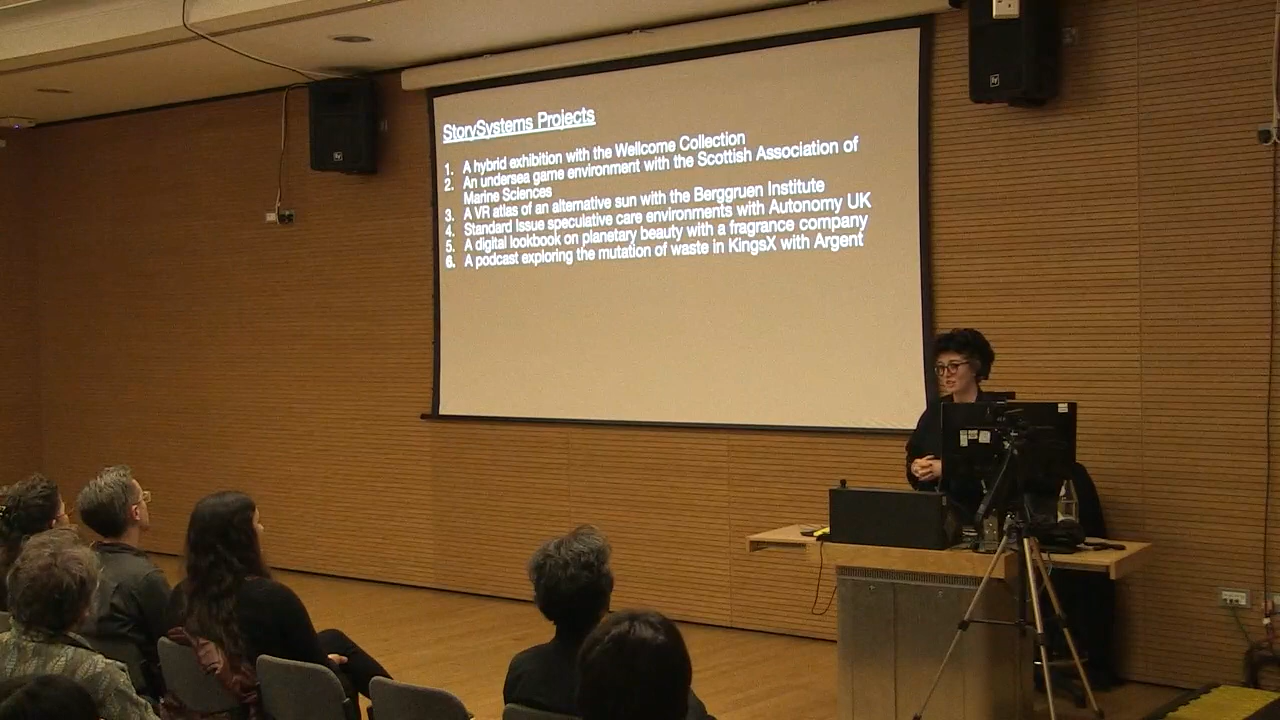 StorySystems Projects
1. A hybrid exhibition with the Wellcome Collection
2. An undersea game environment with the Scottish Association of
Marine Sciences
3. A VR atlas of an alternative sun with the Berggruen Institute
4. Standard Issue speculative care environments with Autonomy UK
5. A digital lookbook on planetary beauty with a fragrance company
6. A podcast exploring the mutation of waste in KingsX with Argent